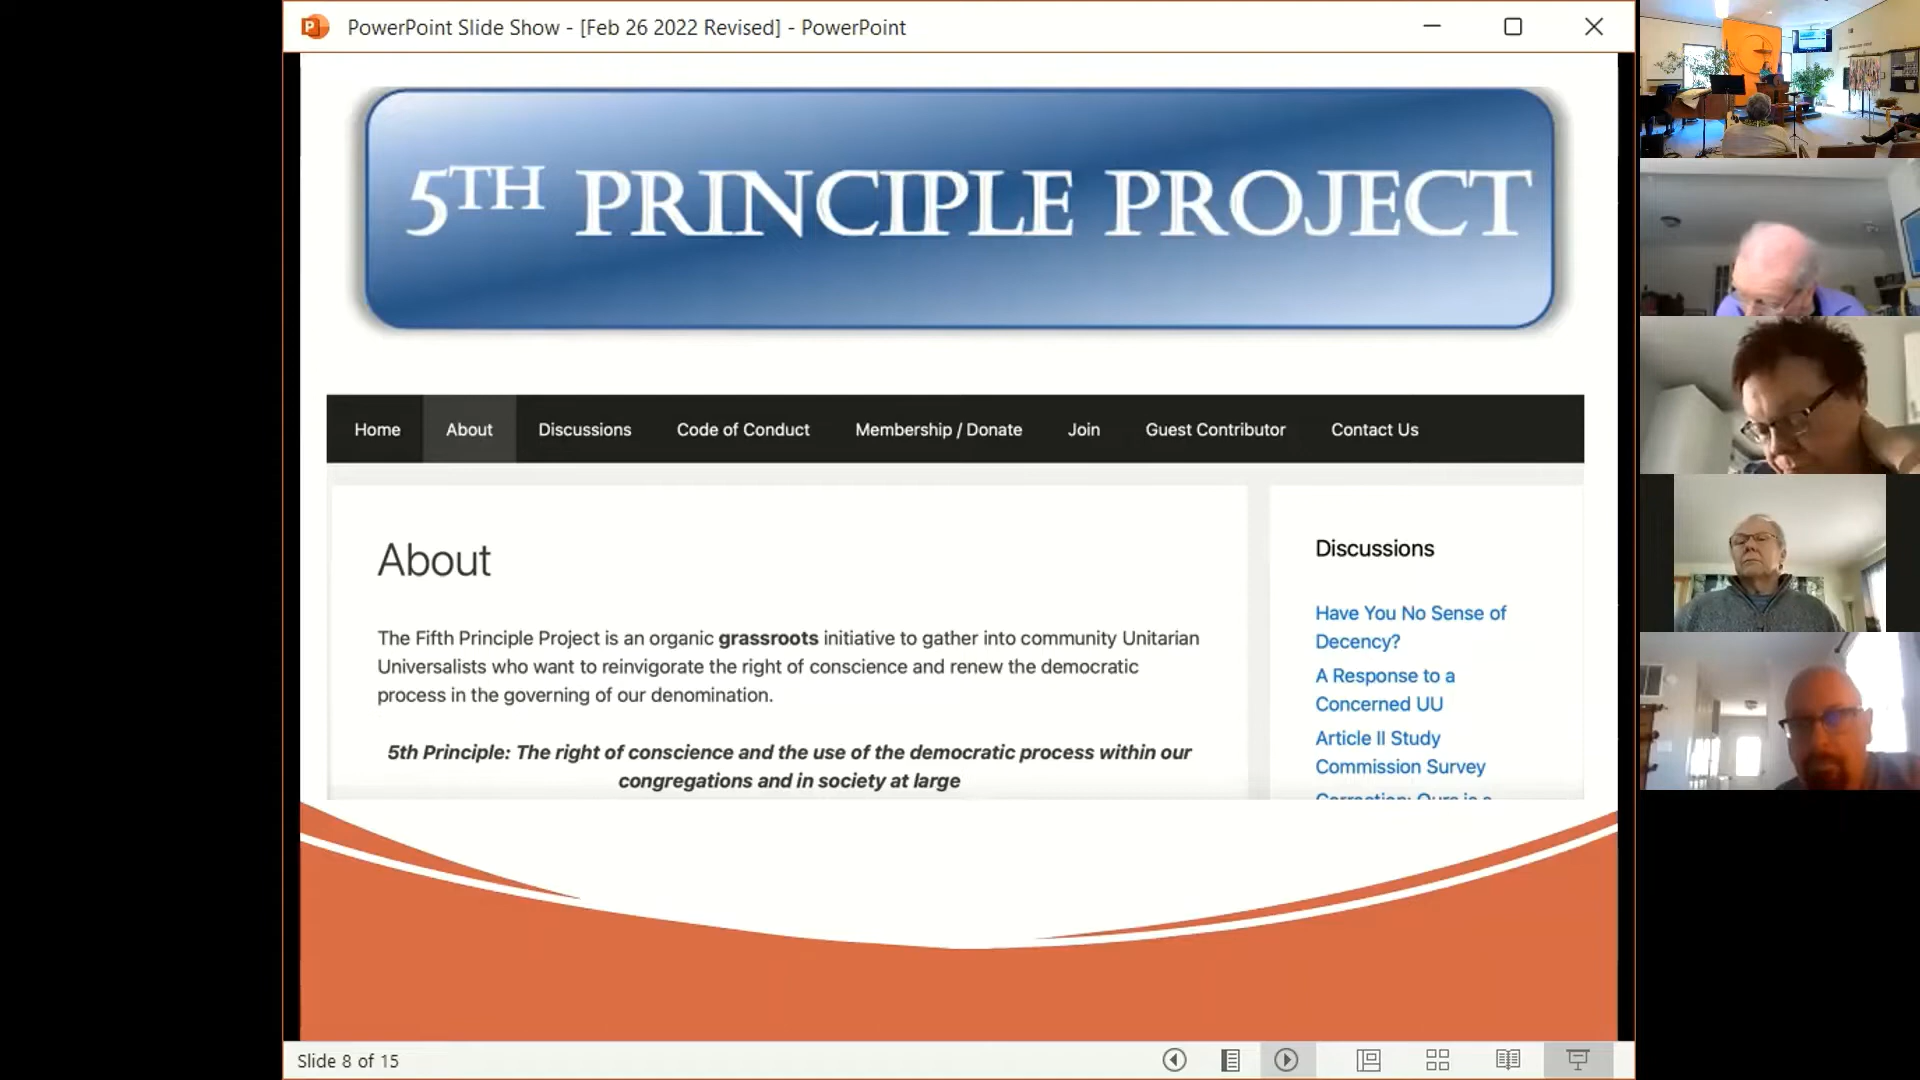 PowerPoint Slide Show - [Feb 26 2022 Revised] - PowerPoint
5TH PRINCIPLE PROJECT
Home About Discussions Code of Conduct Membership / Donate Join Guest Contributor Contact Us
About
The Fifth Principle Project is an organic grassroots initiative to gather into community Unitarian
Universalists who want to reinvigorate the right of conscience and renew the democratic
process in the governing of our denomination.
5th Principle: The right of conscience and the use of the democratic process within our
congregations and in society at large
Discussions
Have You No Sense of
Decency?
A Response to a
Concerned UU
Article II Study
Commission Survey
Correction: Ours is a
Slide 8 of 15